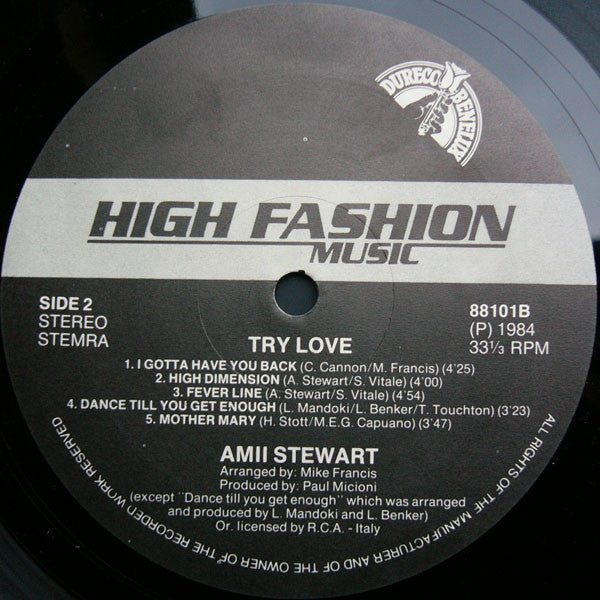 DURECO BENELUX
HIGH FASHION
MUSIC
SIDE 2
STEREO
STEMRA
88101B
(P) 1984
33⅓ RPM
TRY LOVE
1. I GOTTA HAVE YOU BACK (C. Cannon/M. Francis) (4'25)
2. HIGH DIMENSION (A. Stewart/S. Vitale) (4'00)
3. FEVER LINE (A. Stewart/S. Vitale) (4'54)
4. DANCE TILL YOU GET ENOUGH (L. Mandoki/L. Benker/T. Touchton) (3'23)
5. MOTHER MARY (H. Stott/M.E.G. Capuano) (3'47)
AMII STEWART
Arranged by: Mike Francis
Produced by: Paul Micioni
(except ¨Dance till you get enough¨ which was arranged
and produced by L. Mandoki and L. Benker)
Or. licensed by R.C.A. - Italy
ALL RIGHTS OF THE MANUFACTURER AND OF THE OWNER OF THE RECORDED WORK RESERVED